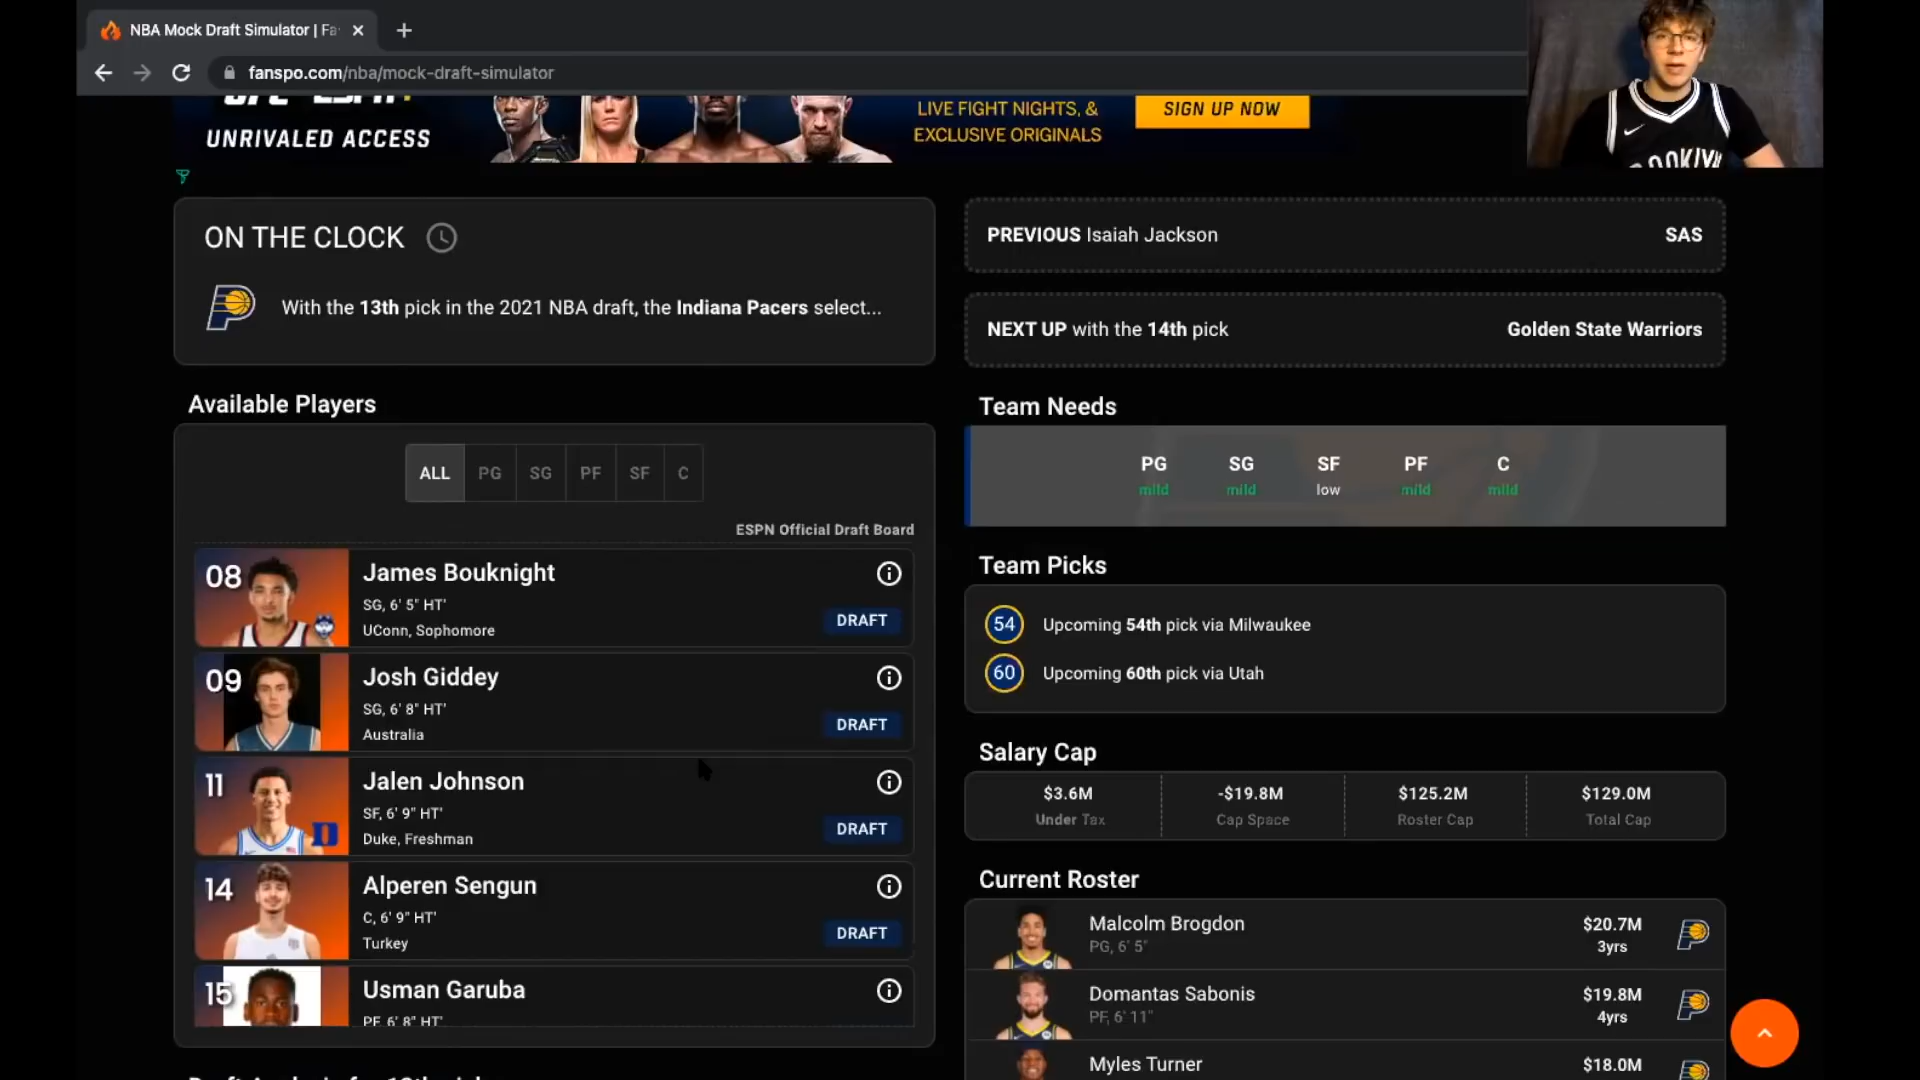 NBA Mock Draft Simulator | Fa
fanspo.com/nba/mock-draft-simulator
UNRIVALED ACCESS
LIVE FIGHT NIGHTS, &
EXCLUSIVE ORIGINALS
SIGN UP NOW
ON THE CLOCK
With the 13th pick in the 2021 NBA draft, the Indiana Pacers select...
PREVIOUS Isaiah Jackson
SAS
NEXT UP with the 14th pick
Golden State Warriors
Available Players
ALL PG SG PF SF C
ESPN Official Draft Board
08
James Bouknight
SG, 6' 5" HT'
UConn, Sophomore
DRAFT
09
Josh Giddey
SG, 6' 8" HT'
Australia
DRAFT
11
Jalen Johnson
SF, 6' 9" HT'
Duke, Freshman
DRAFT
14
Alperen Sengun
C, 6' 9" HT'
Turkey
DRAFT
15
Usman Garuba
PF, 6' 8" HT'
Team Needs
PG SG SF PF C
mild mild low mild mild
Team Picks
54 Upcoming 54th pick via Milwaukee
60 Upcoming 60th pick via Utah
Salary Cap
$3.6M -$19.8M $125.2M $129.0M
Under Tax Cap Space Roster Cap Total Cap
Current Roster
Malcolm Brogdon
PG, 6' 5"
$20.7M
3yrs
Domantas Sabonis
PF, 6' 11"
$19.8M
4yrs
Myles Turner
$18.0M